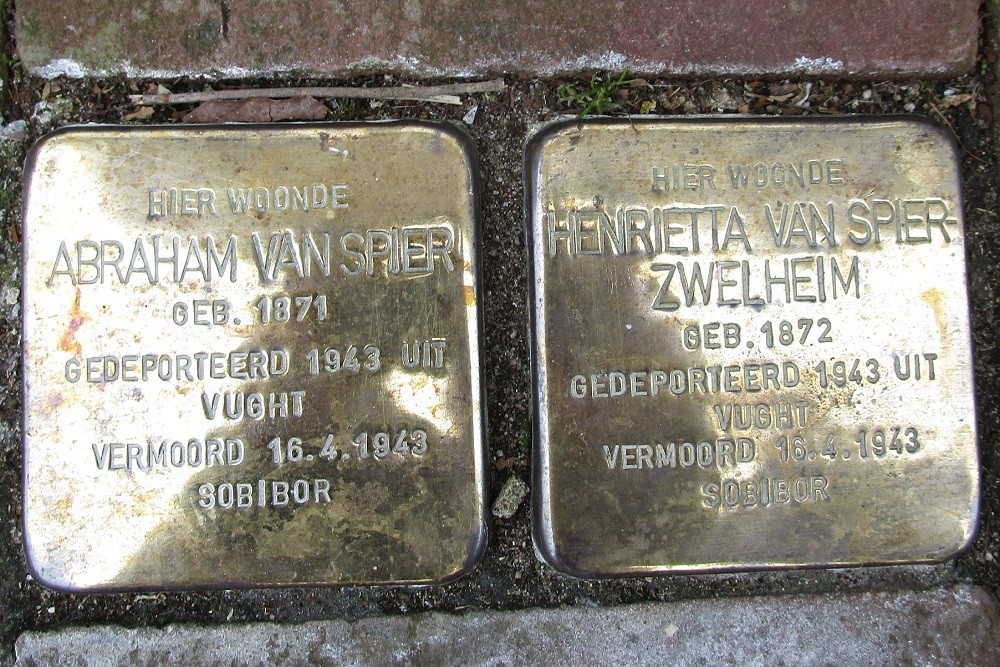 HIER WOONDE
ABRAHAM VAN SPIER
GEB. 1871
GEDEPORTEERD 1943 UIT
VUGHT
VERMOORD 16.4.1943
SOBIBOR
HIER WOONDE
HENRIETTA VAN SPIER-
ZWELHEIM
GEB. 1872
GEDEPORTEERD 1943 UIT
VUGHT
VERMOORD 16.4.1943
SOBIBOR